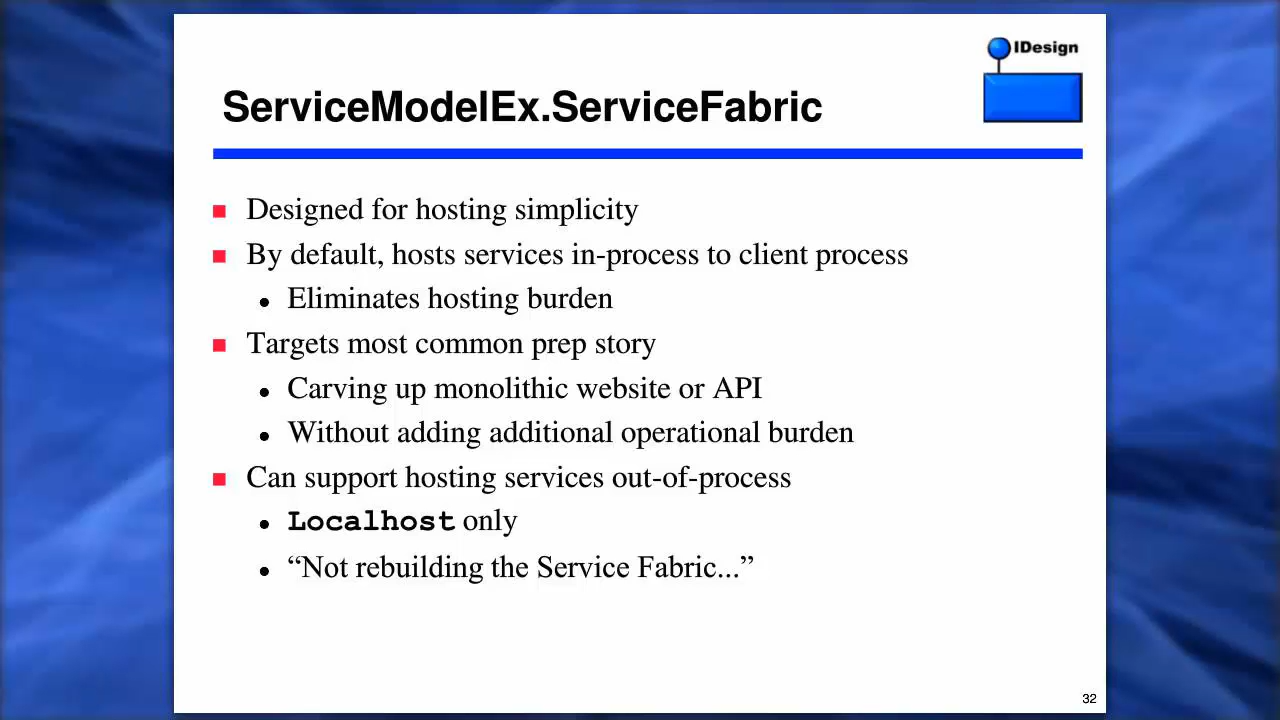 IDesign
ServiceModelEx.ServiceFabric
Designed for hosting simplicity
By default, hosts services in-process to client process
Eliminates hosting burden
Targets most common prep story
Carving up monolithic website or API
Without adding additional operational burden
Can support hosting services out-of-process
Localhost only
“Not rebuilding the Service Fabric...”
32